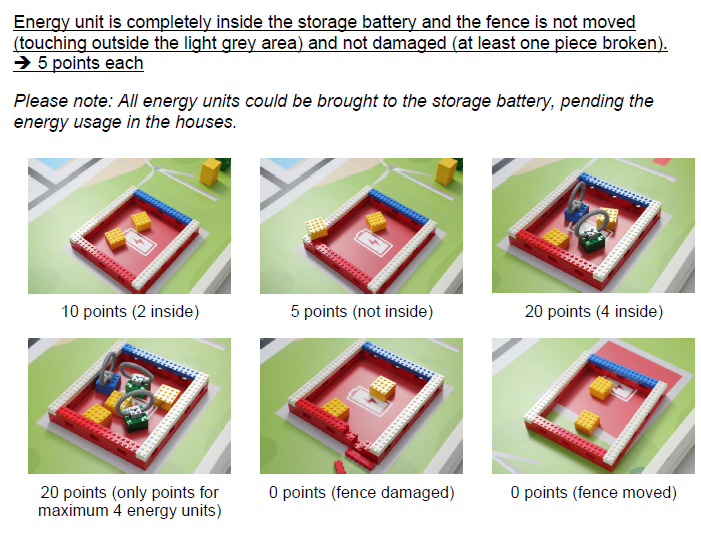 Energy unit is completely inside the storage battery and the fence is not moved
(touching outside the light grey area) and not damaged (at least one piece broken).
➔ 5 points each
Please note: All energy units could be brought to the storage battery, pending the
energy usage in the houses.
10 points (2 inside)
5 points (not inside)
20 points (4 inside)
20 points (only points for
maximum 4 energy units)
0 points (fence damaged)
0 points (fence moved)